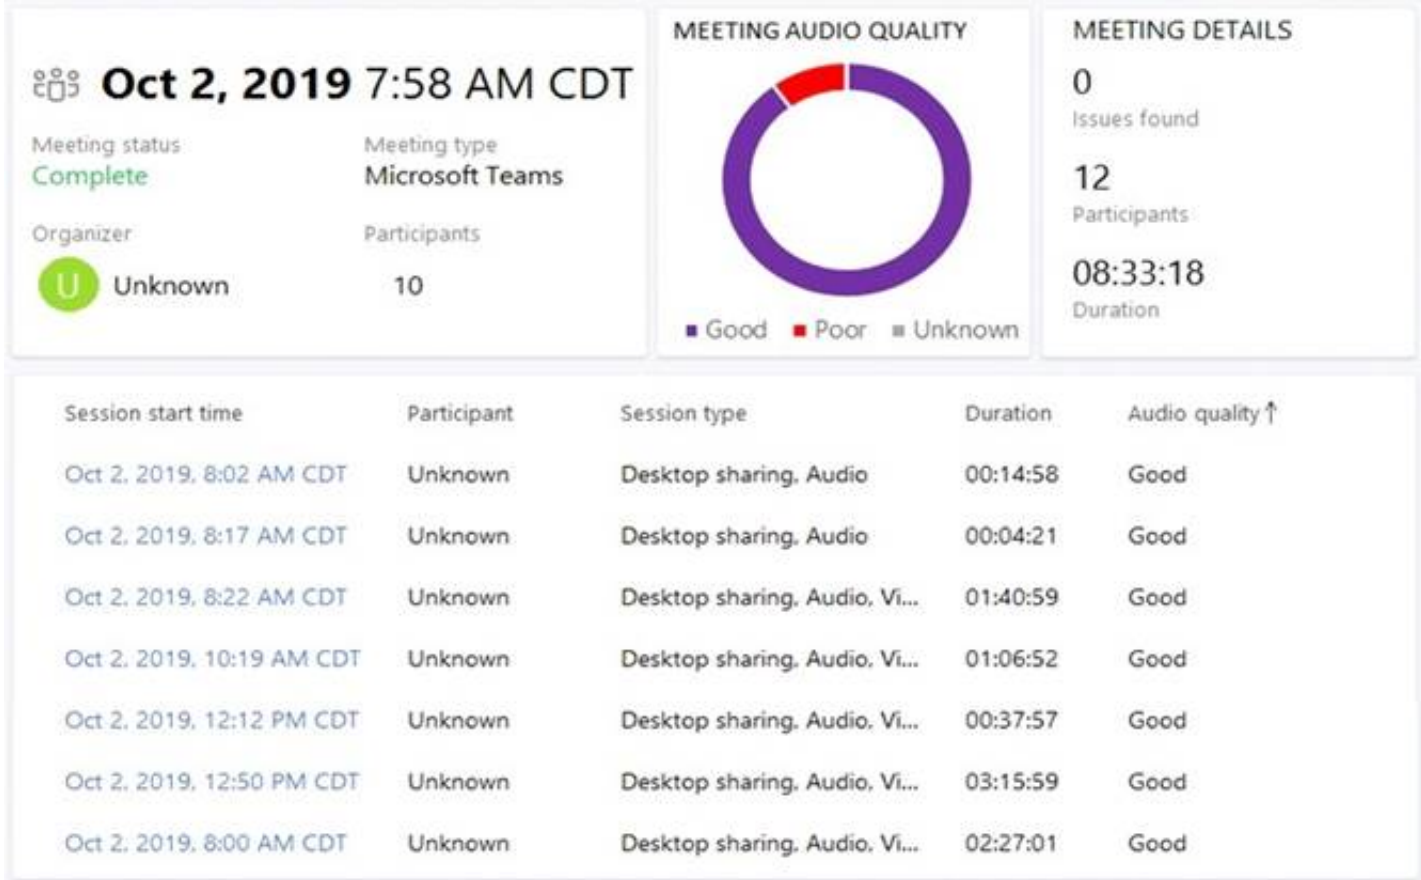 Oct 2, 2019 7:58 AM CDT
Meeting status
Meeting type
Complete
Microsoft Teams
Organizer
Participants
U Unknown
10
MEETING AUDIO QUALITY
Good Poor Unknown
MEETING DETAILS
0
Issues found
12
Participants
08:33:18
Duration
Session start time Participant Session type Duration Audio quality↑
Oct 2, 2019, 8:02 AM CDT Unknown Desktop sharing, Audio 00:14:58 Good
Oct 2, 2019, 8:17 AM CDT Unknown Desktop sharing, Audio 00:04:21 Good
Oct 2, 2019, 8:22 AM CDT Unknown Desktop sharing, Audio, Vi... 01:40:59 Good
Oct 2, 2019, 10:19 AM CDT Unknown Desktop sharing, Audio, Vi... 01:06:52 Good
Oct 2, 2019, 12:12 PM CDT Unknown Desktop sharing, Audio, Vi... 00:37:57 Good
Oct 2, 2019, 12:50 PM CDT Unknown Desktop sharing, Audio, Vi... 03:15:59 Good
Oct 2, 2019, 8:00 AM CDT Unknown Desktop sharing, Audio, Vi... 02:27:01 Good